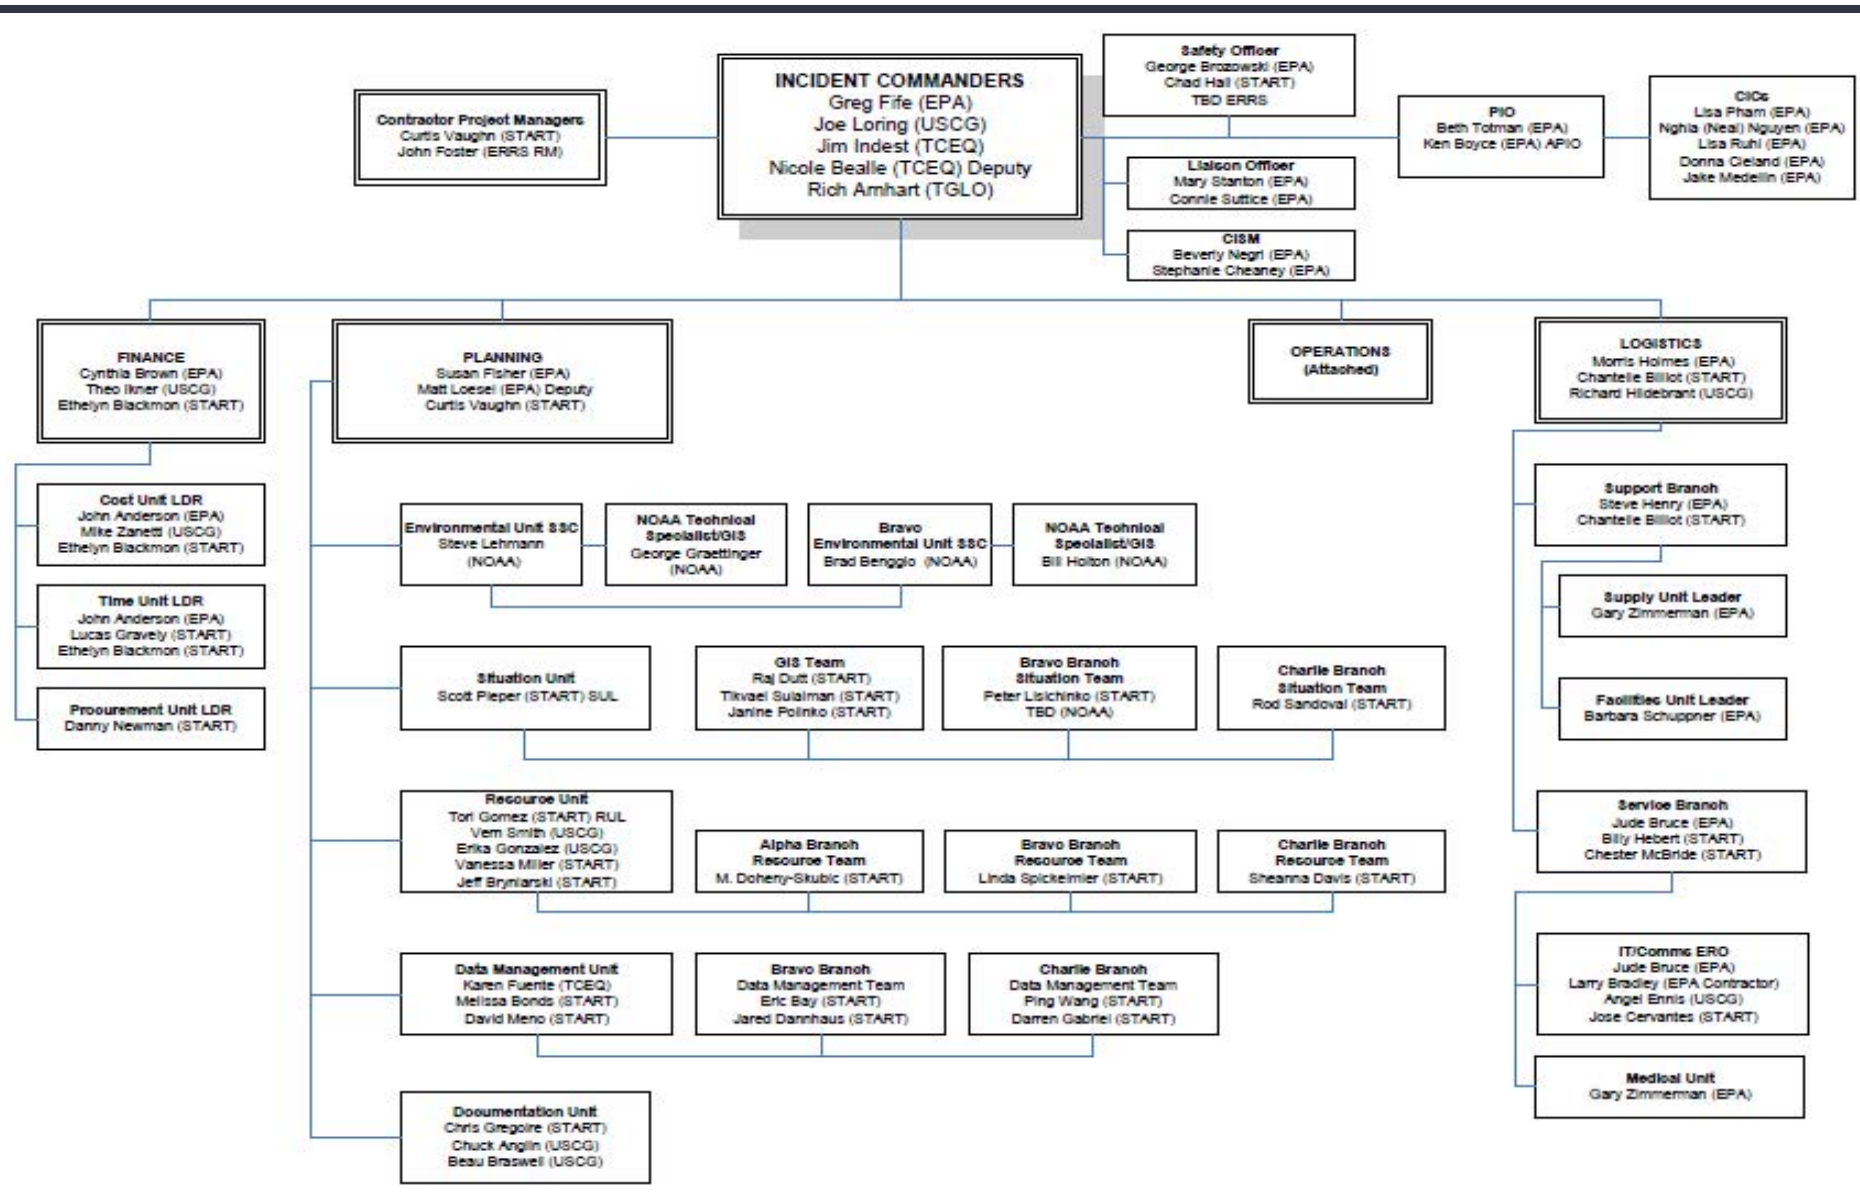 INCIDENT COMMANDERS
Greg Fife (EPA)
Joe Loring (USCG)
Jim Indest (TCEQ)
Nicole Bealle (TCEQ) Deputy
Rich Arnhart (TGLO)
Contractor Project Managers
Curtis Vaughn (START)
John Foster (ERRS RM)
Safety Officer
George Brozowski (EPA)
Chad Hall (START)
TBD ERRS
Liaison Officer
Mary Stanton (EPA)
Connie Suttice (EPA)
CISM
Beverly Negri (EPA)
Stephanie Cheaney (EPA)
PIO
Beth Totman (EPA)
Ken Boyce (EPA) APIO
CICs
Lisa Pham (EPA)
Nghia (Neal) Nguyen (EPA)
Lisa Ruhl (EPA)
Donna Cleland (EPA)
Jake Medellin (EPA)
FINANCE
Cynthia Brown (EPA)
Theo Ikner (USCG)
Ethelyn Blackmon (START)
Cost Unit LDR
John Anderson (EPA)
Mike Zanetti (USCG)
Ethelyn Blackmon (START)
Time Unit LDR
John Anderson (EPA)
Lucas Gravely (START)
Ethelyn Blackmon (START)
Procurement Unit LDR
Danny Newman (START)
PLANNING
Susan Fisher (EPA)
Matt Loesel (EPA) Deputy
Curtis Vaughn (START)
Environmental Unit SSC
Steve Lehmann
(NOAA)
NOAA Technical
Specialist/GIS
George Graettinger
(NOAA)
Bravo
Environmental Unit SSC
Brad Benggio (NOAA)
NOAA Technical
Specialist/GIS
Bill Holton (NOAA)
Situation Unit
Scott Pieper (START) SUL
GIS Team
Raj Dutt (START)
Tikvael Sulaiman (START)
Janine Polinko (START)
Bravo Branch
Situation Team
Peter Lisichinko (START)
TBD (NOAA)
Charlie Branch
Situation Team
Rod Sandoval (START)
Resource Unit
Tori Gomez (START) RUL
Vern Smith (USCG)
Erika Gonzalez (USCG)
Vanessa Miller (START)
Jeff Bryniarski (START)
Alpha Branch
Resource Team
M. Doheny-Skubic (START)
Bravo Branch
Resource Team
Linda Spickelmier (START)
Charlie Branch
Resource Team
Sheanna Davis (START)
Data Management Unit
Karen Fuente (TCEQ)
Melissa Bonds (START)
David Meno (START)
Bravo Branch
Data Management Team
Eric Bay (START)
Jared Dannhaus (START)
Charlie Branch
Data Management Team
Ping Wang (START)
Darren Gabriel (START)
Documentation Unit
Chris Gregoire (START)
Chuck Anglin (USCG)
Beau Braswell (USCG)
OPERATIONS
(Attached)
LOGISTICS
Morris Holmes (EPA)
Chantelle Billiot (START)
Richard Hildebrant (USCG)
Support Branch
Steve Henry (EPA)
Chantelle Billiot (START)
Supply Unit Leader
Gary Zimmerman (EPA)
Facilities Unit Leader
Barbara Schuppner (EPA)
Service Branch
Jude Bruce (EPA)
Billy Hebert (START)
Chester McBride (START)
IT/Comms ERO
Jude Bruce (EPA)
Larry Bradley (EPA Contractor)
Angel Ennis (USCG)
Jose Cervantes (START)
Medical Unit
Gary Zimmerman (EPA)